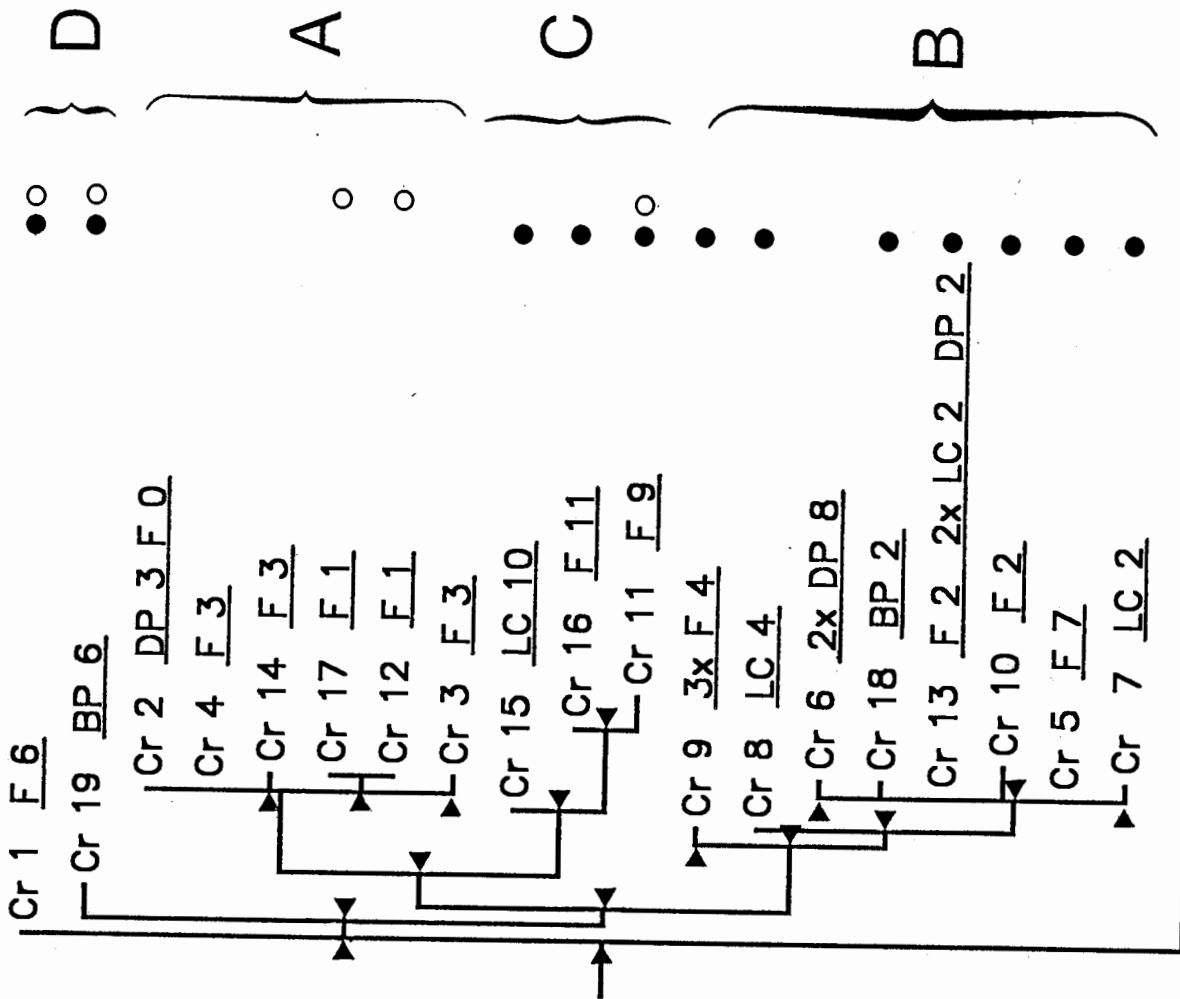 Cr 1 F 6
Cr 19 BP 6
D
Cr 2 DP 3 F 0
Cr 4 F 3
Cr 14 F 3
Cr 17 F 1
Cr 12 F 1
Cr 3 F 3
A
Cr 15 LC 10
Cr 16 F 11
Cr 11 F 9
C
Cr 9 3x F 4
Cr 8 LC 4
Cr 6 2x DP 8
Cr 18 BP 2
Cr 13 F 2 2x LC 2 DP 2
Cr 10 F 2
Cr 5 F 7
Cr 7 LC 2
B